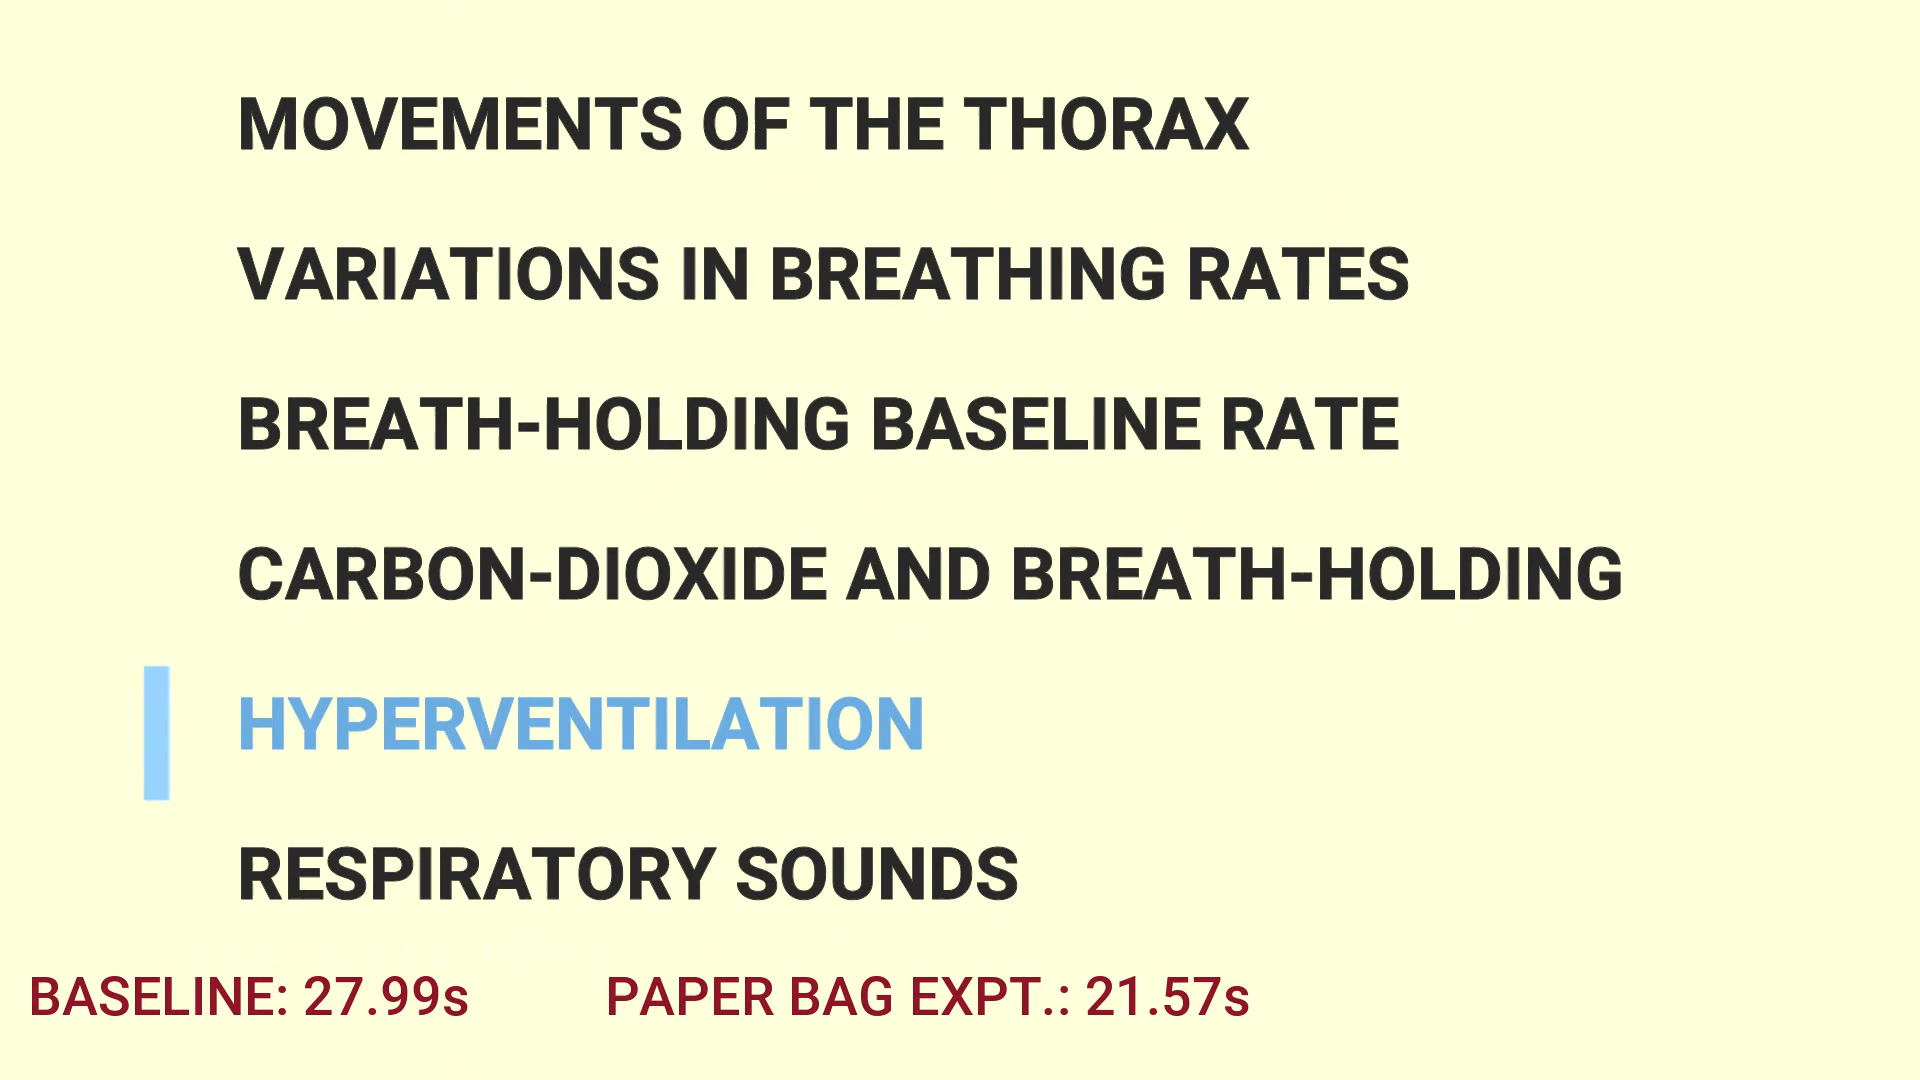 MOVEMENTS OF THE THORAX
VARIATIONS IN BREATHING RATES
BREATH-HOLDING BASELINE RATE
CARBON-DIOXIDE AND BREATH-HOLDING
HYPERVENTILATION
RESPIRATORY SOUNDS
BASELINE: 27.99s PAPER BAG EXPT.: 21.57s